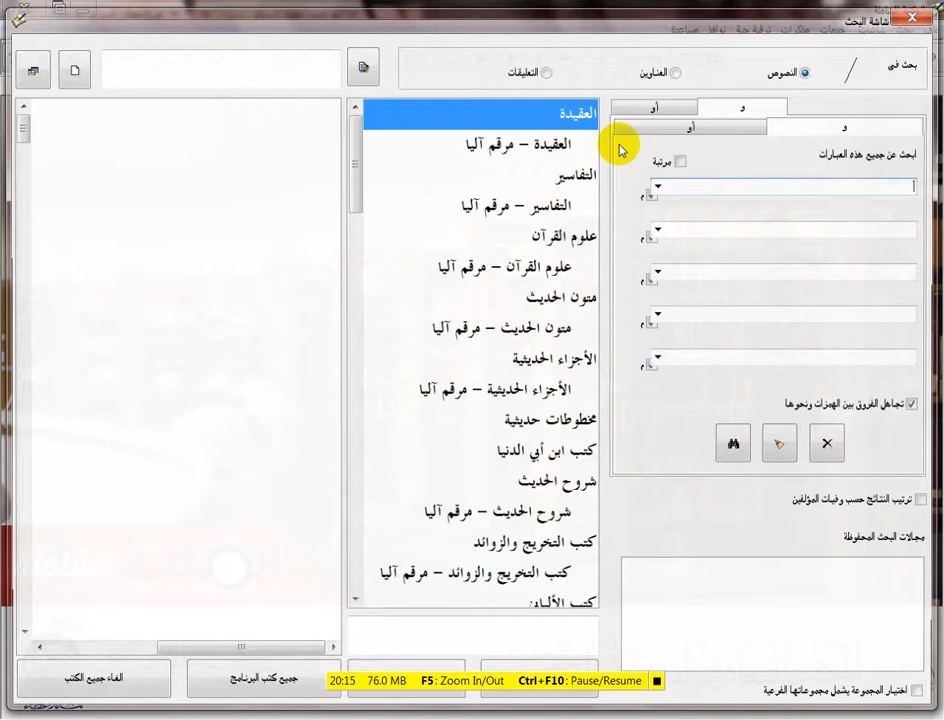 شاشة البحث
بحث فى
النصوص
العناوين
التعليقات
و
أو
و
أو
ابحث عن جميع هذه العبارات
مرتبة
أ
م
م
م
م
م
تجاهل الفروق بين الهمزات ونحوها
ترتيب النتائج حسب وفيات المؤلفين
مجالات البحث المحفوظة
اختيار المجموعة يشمل مجموعاتها الفرعية
العقيدة
العقيدة – مرقم آليا
التفاسير
التفاسير – مرقم آليا
علوم القرآن
علوم القرآن – مرقم آليا
متون الحديث
متون الحديث – مرقم آليا
الأجزاء الحديثية
الأجزاء الحديثية – مرقم آليا
مخطوطات حديثية
كتب ابن أبي الدنيا
شروح الحديث
شروح الحديث – مرقم آليا
كتب التخريج والزوائد
كتب التخريج والزوائد – مرقم آليا
كتب الألباني
جميع كتب البرنامج
الغاء جميع الكتب
20:15 76.0 MB F5: Zoom In/Out Ctrl+F10: Pause/Resume